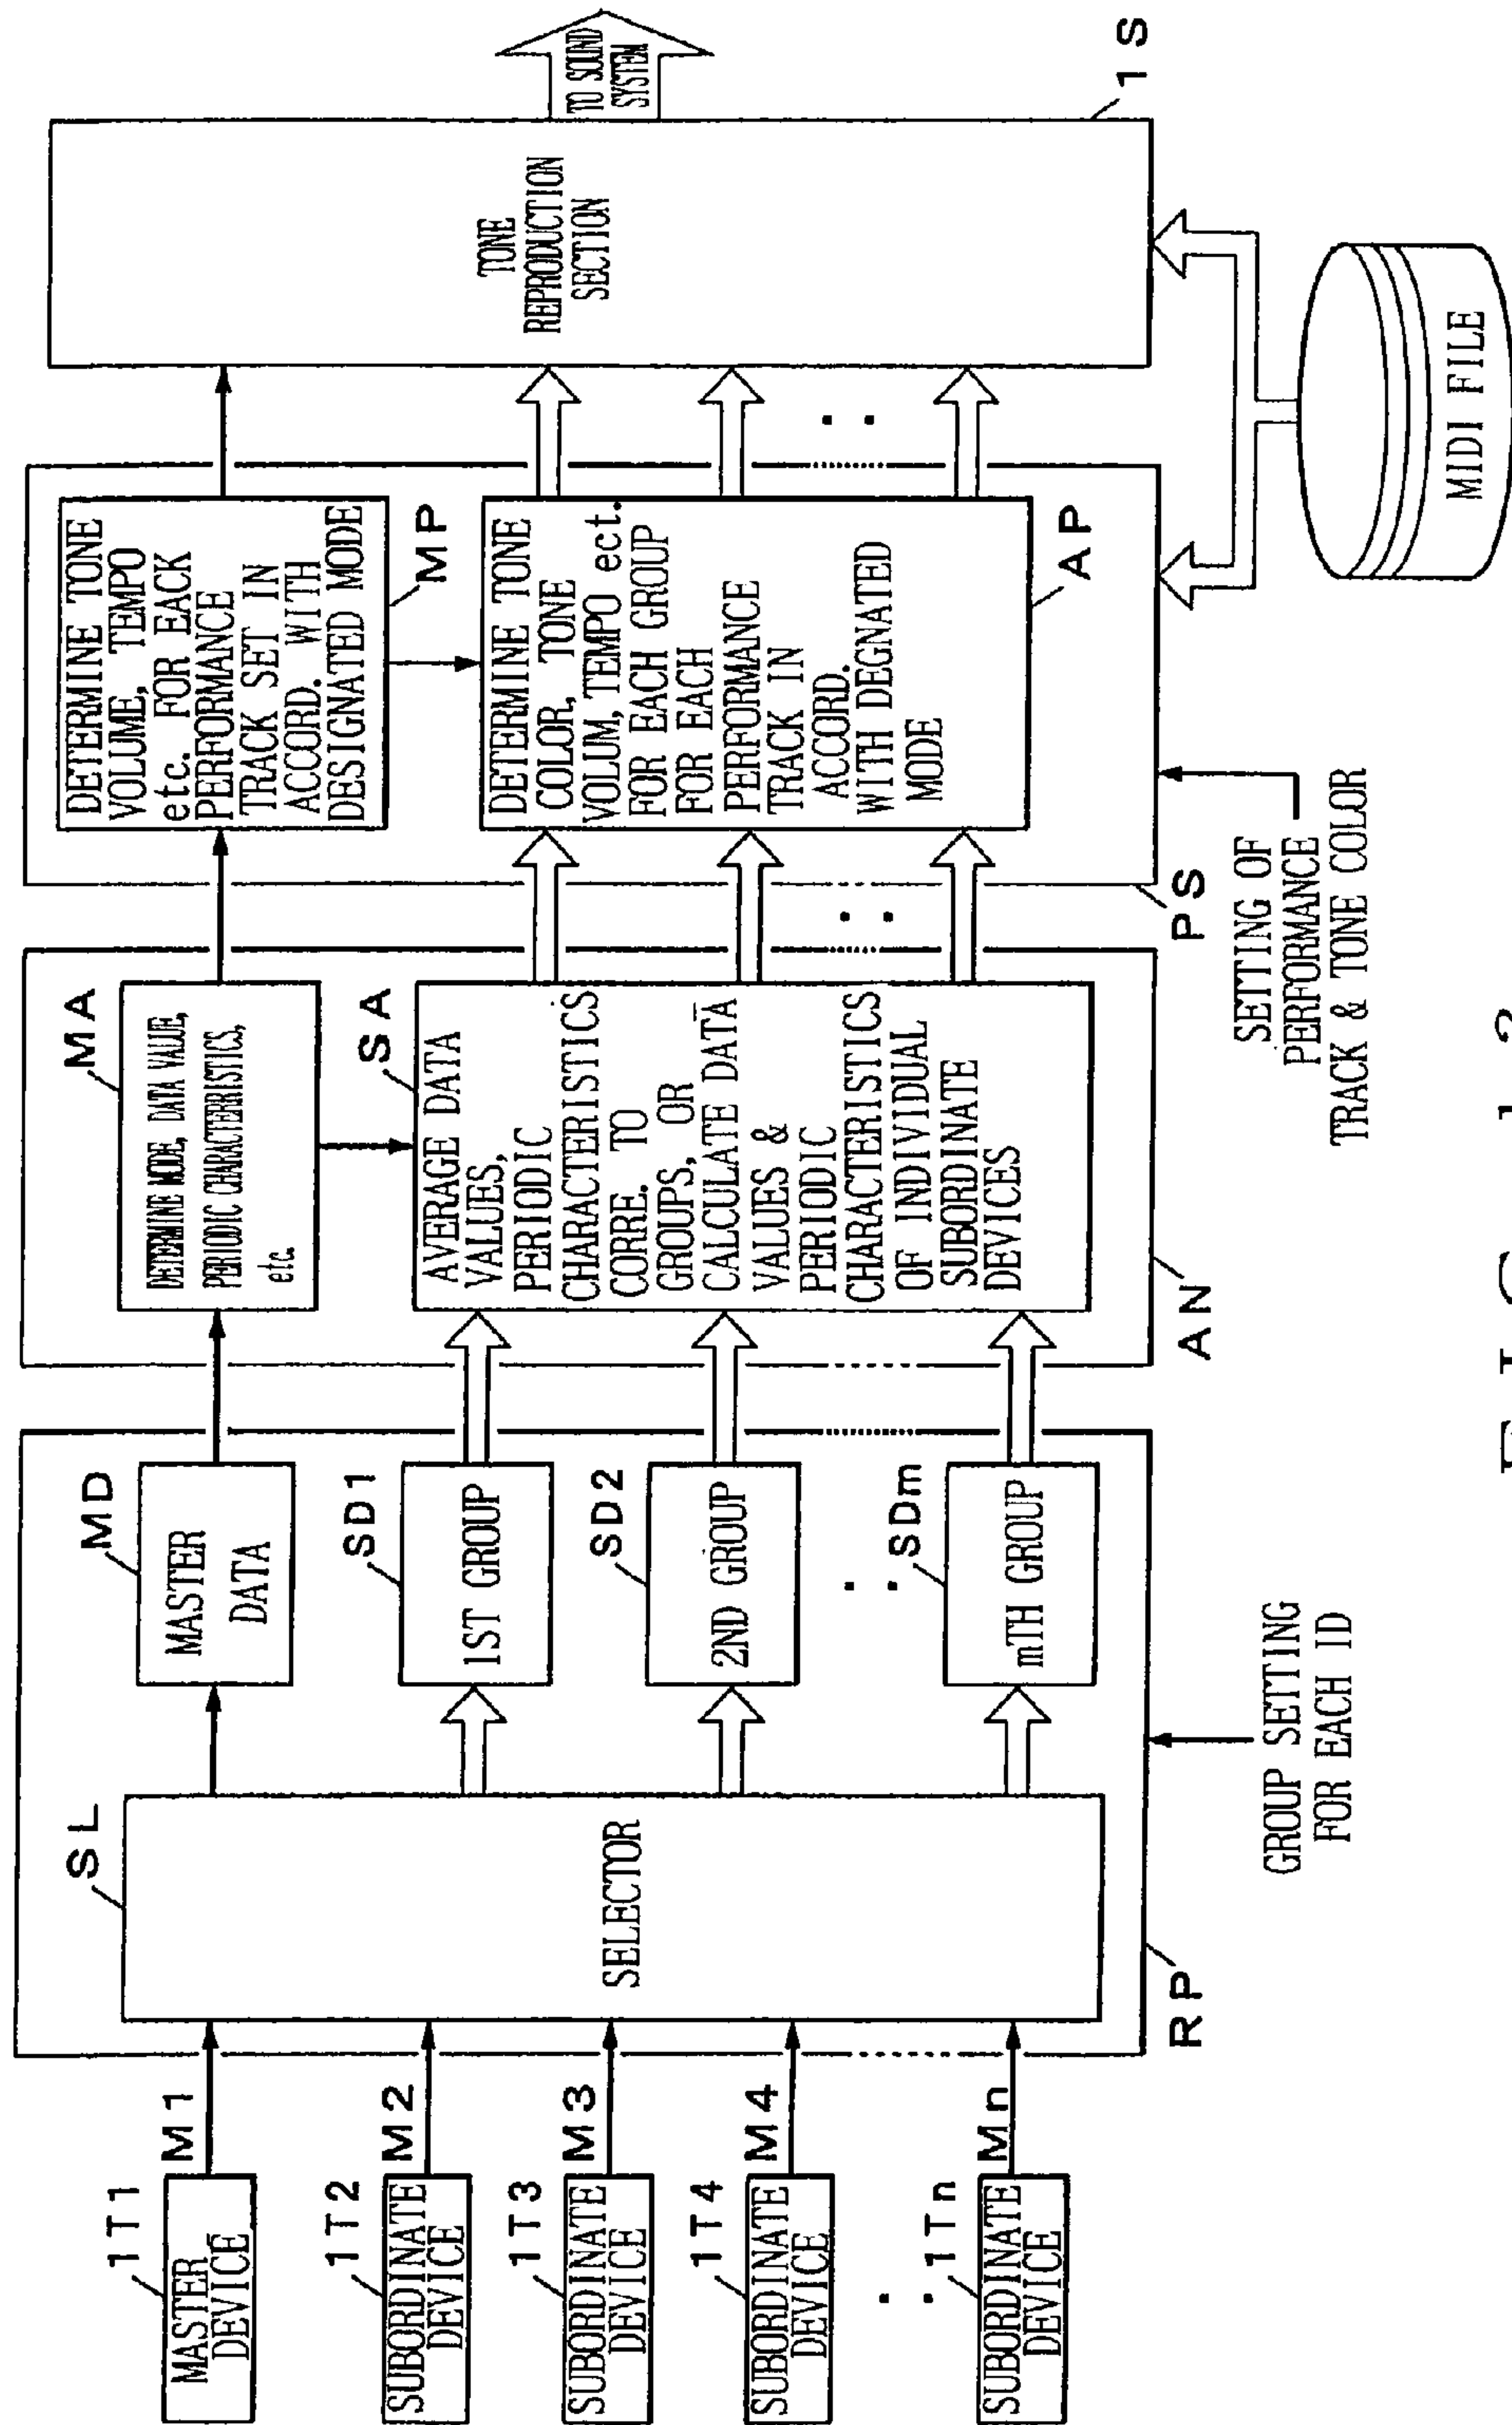 1T1
MASTER
DEVICE
M1
1T2
SUBORDINATE
DEVICE
M2
1T3
SUBORDINATE
DEVICE
M3
1T4
SUBORDINATE
DEVICE
M4
1Tn
SUBORDINATE
DEVICE
Mn
SL
SELECTOR
RP
MD
MASTER
DATA
SD1
1ST GROUP
SD2
2ND GROUP
SDm
mTH GROUP
GROUP SETTING
FOR EACH ID
MA
DETERMINE MODE, DATA VALUE,
PERIODIC CHARACTERISTICS,
etc.
SA
AVERAGE DATA
VALUES,
PERIODIC
CHARACTERISTICS
CORRE. TO
GROUPS, OR
CALCULATE DATA
VALUES &
PERIODIC
CHARACTERISTICS
OF INDIVIDUAL
SUBORDINATE
DEVICES
AN
DETERMINE TONE
VOLUME, TEMPO
etc. FOR EACH
PERFORMANCE
TRACK SET IN
ACCORD. WITH
DESIGNATED MODE
MP
DETERMINE TONE
COLOR, TONE
VOLUM, TEMPO ect.
FOR EACH GROUP
FOR EACH
PERFORMANCE
TRACK IN
ACCORD.
WITH DEGNATED
MODE
AP
PS
SETTING OF
PERFORMANCE
TRACK & TONE COLOR
TONE
REPRODUCTION
SECTION
1S
TO SOUND
SYSTEM
MIDI FILE